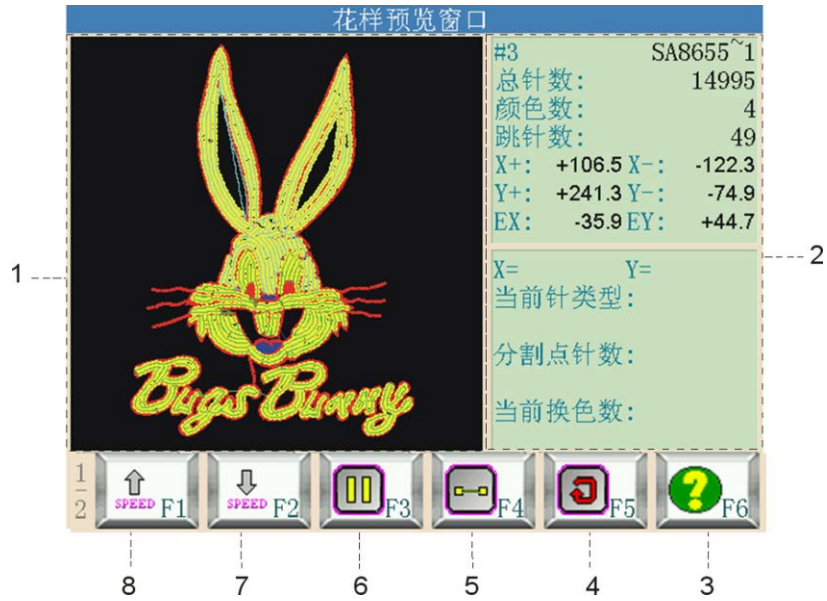 花样预览窗口
#3 SA8655~1
总针数: 14995
颜色数: 4
跳针数: 49
X+: +106.5 X-: -122.3
Y+: +241.3 Y-: -74.9
EX: -35.9 EY: +44.7
1
2
X= Y=
当前针类型:
分割点针数:
当前换色数:
Bugs Bunny
1
2
SPEED F1
SPEED F2
F3
F4
F5
?
F6
8 7 6 5 4 3